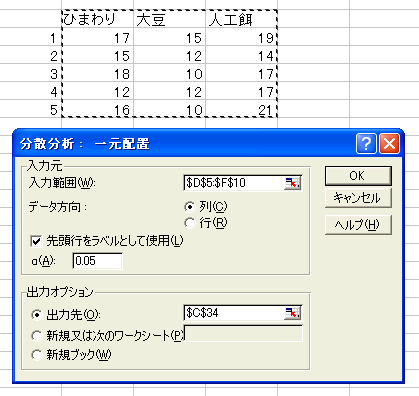 ひまわり 大豆 人工餌
1 17 15 19
2 15 12 14
3 18 10 17
4 12 12 17
5 16 10 21
分散分析： 一元配置
入力元
入力範囲(W): $D$5:$F$10
データ方向： 列(C)
行(R)
先頭行をラベルとして使用(L)
α(A): 0.05
出力オプション
出力先(O): $C$34
新規又は次のワークシート(P)
新規ブック(W)
OK
キャンセル
ヘルプ(H)